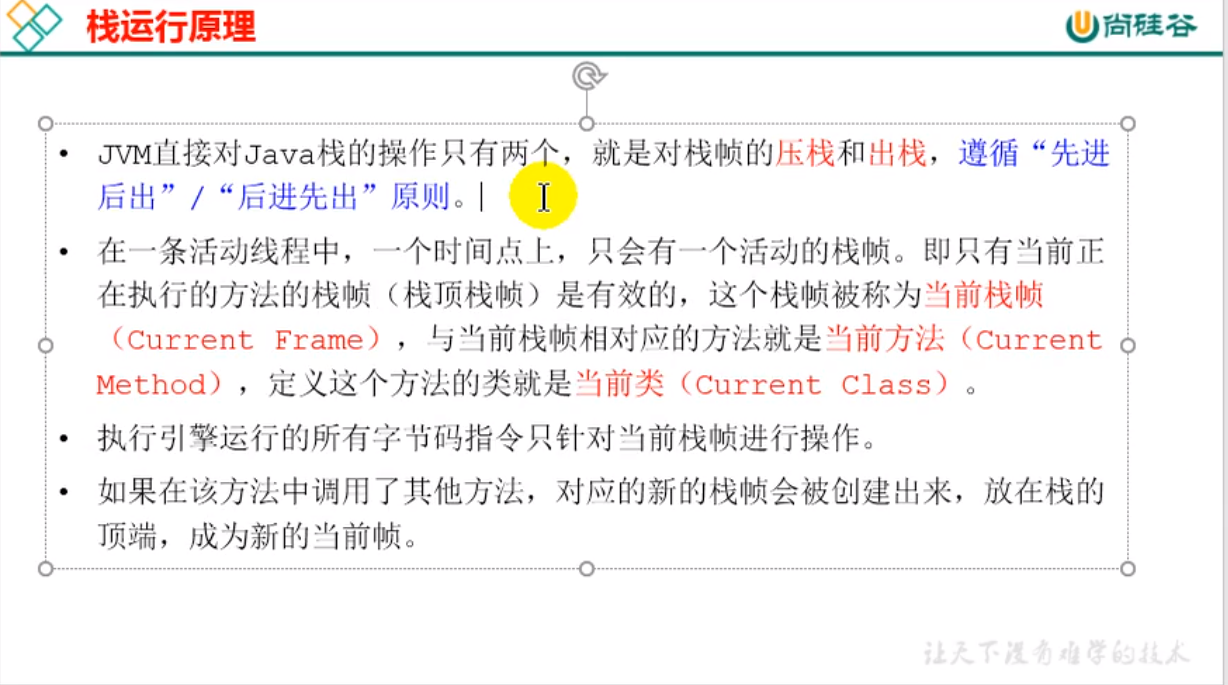 栈运行原理
尚硅谷
• JVM直接对Java栈的操作只有两个，就是对栈帧的压栈和出栈，遵循“先进
后出”/“后进先出”原则。
• 在一条活动线程中，一个时间点上，只会有一个活动的栈帧。即只有当前正
在执行的方法的栈帧（栈顶栈帧）是有效的，这个栈帧被称为当前栈帧
（Current Frame），与当前栈帧相对应的方法就是当前方法（Current
Method），定义这个方法的类就是当前类（Current Class）。
• 执行引擎运行的所有字节码指令只针对当前栈帧进行操作。
• 如果在该方法中调用了其他方法，对应的新的栈帧会被创建出来，放在栈的
顶端，成为新的当前帧。
让天下没有难学的技术